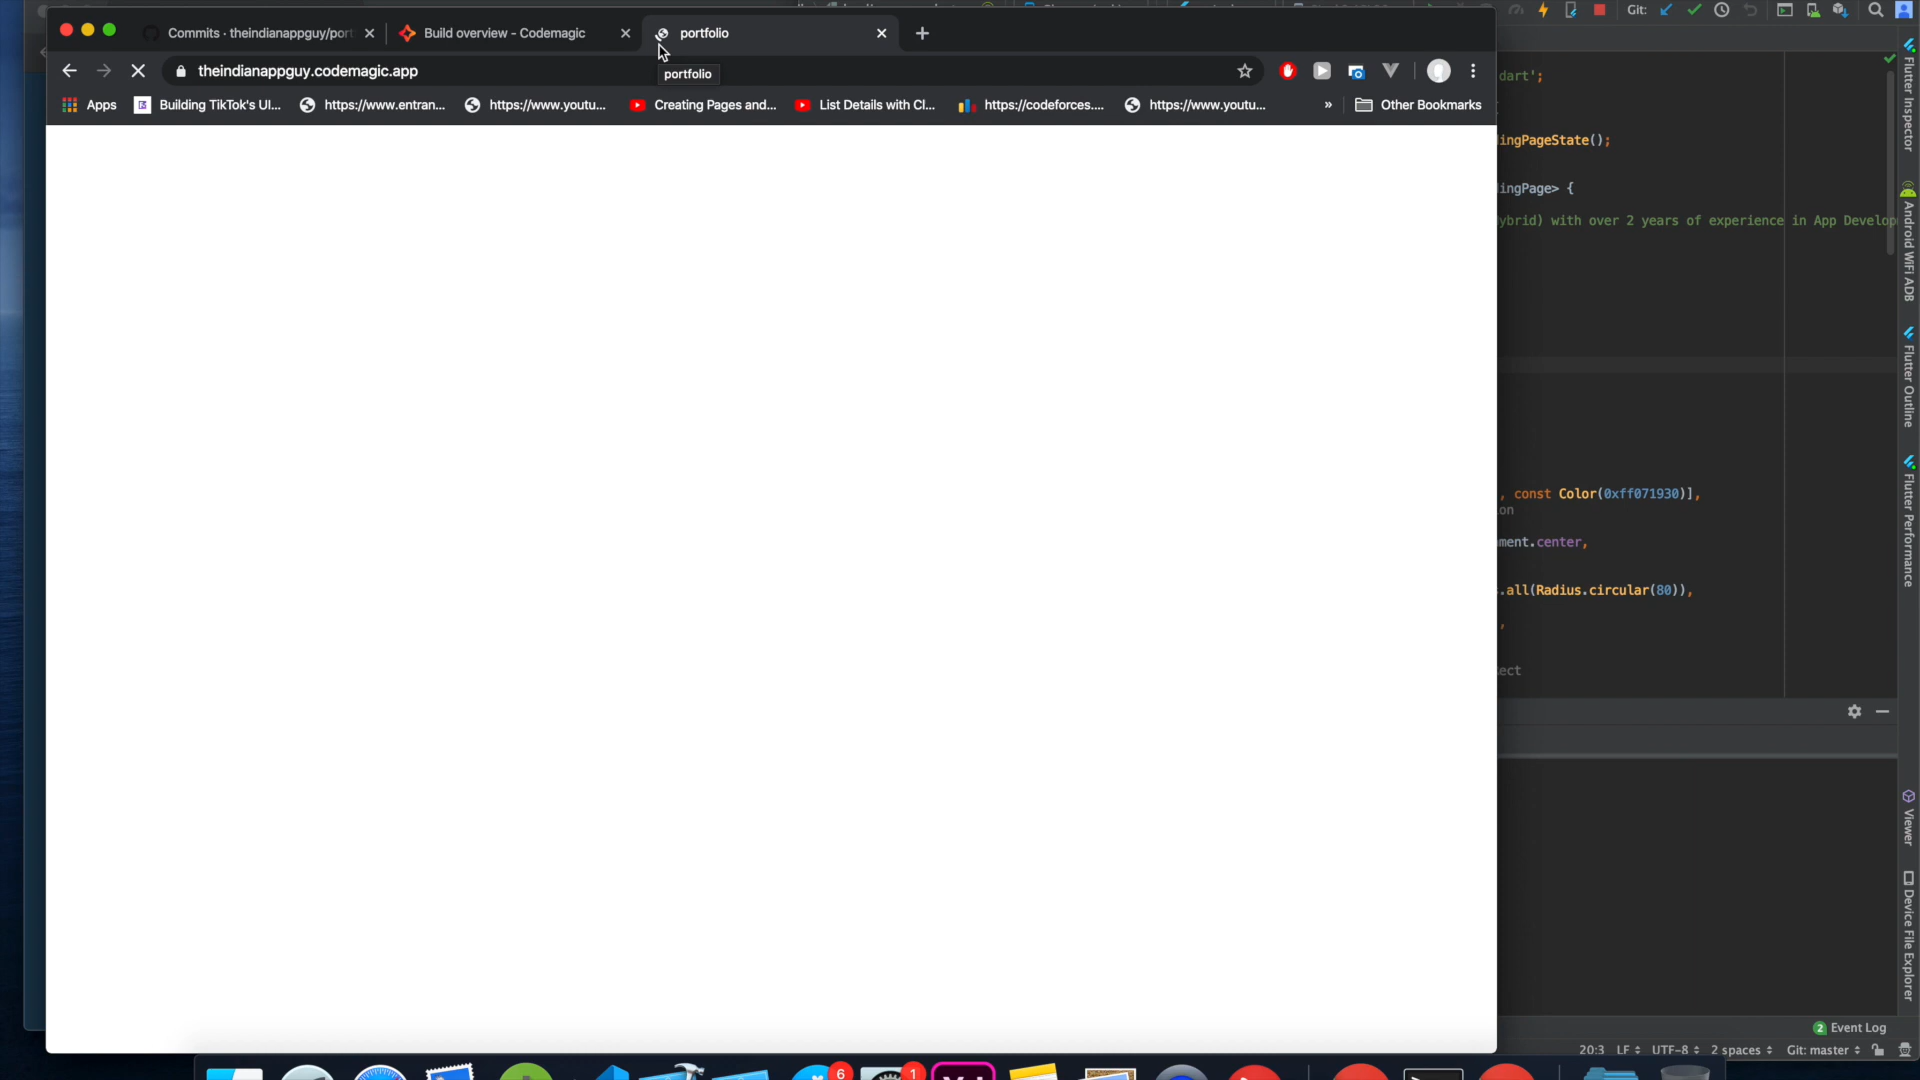 Commits · theindianappguy/port
Build overview - Codemagic
portfolio
Git:
theindianappguy.codemagic.app
portfolio
Apps
Building TikTok's UI...
https://www.entran...
https://www.youtu...
Creating Pages and...
List Details with Cl...
https://codeforces....
https://www.youtu...
»
Other Bookmarks
dart';
ingPageState();
ingPage> {
ybrid) with over 2 years of experience in App Develop
, const Color(0xff071930)],
on
ment.center,
.all(Radius.circular(80)),
,
ect
Flutter Inspector
Android WiFi ADB
Flutter Outline
Flutter Performance
Viewer
Device File Explorer
2 Event Log
20:3 LF UTF-8 2 spaces Git: master
6
1